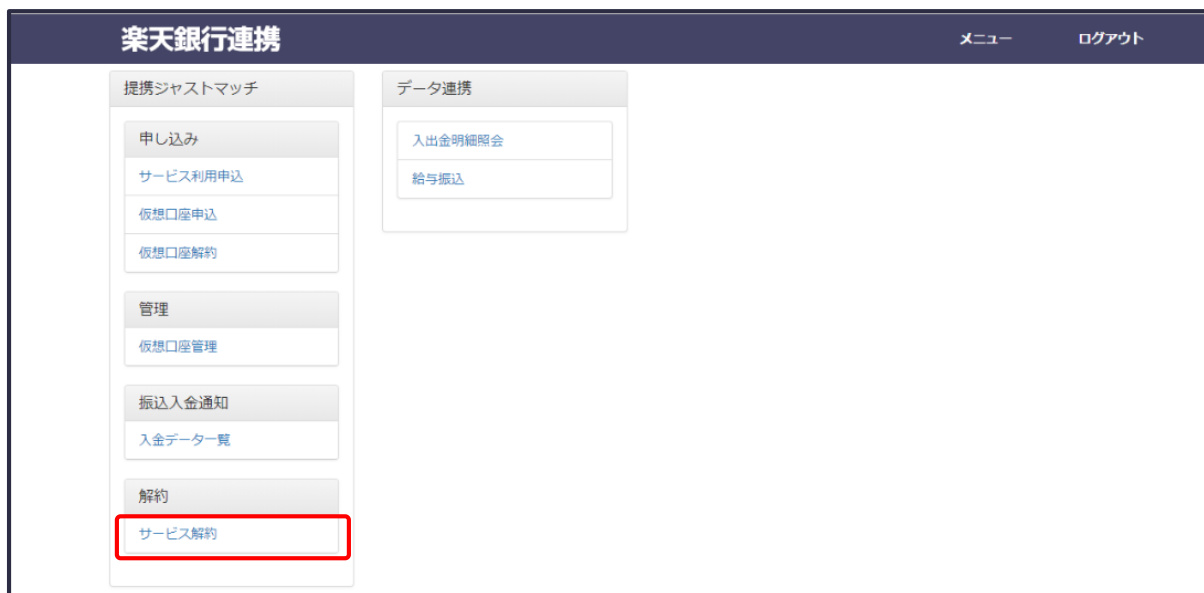 楽天銀行連携
メニュー
ログアウト
提携ジャストマッチ
申し込み
サービス利用申込
仮想口座申込
仮想口座解約
管理
仮想口座管理
振込入金通知
入金データ一覧
解約
サービス解約
データ連携
入出金明細照会
給与振込